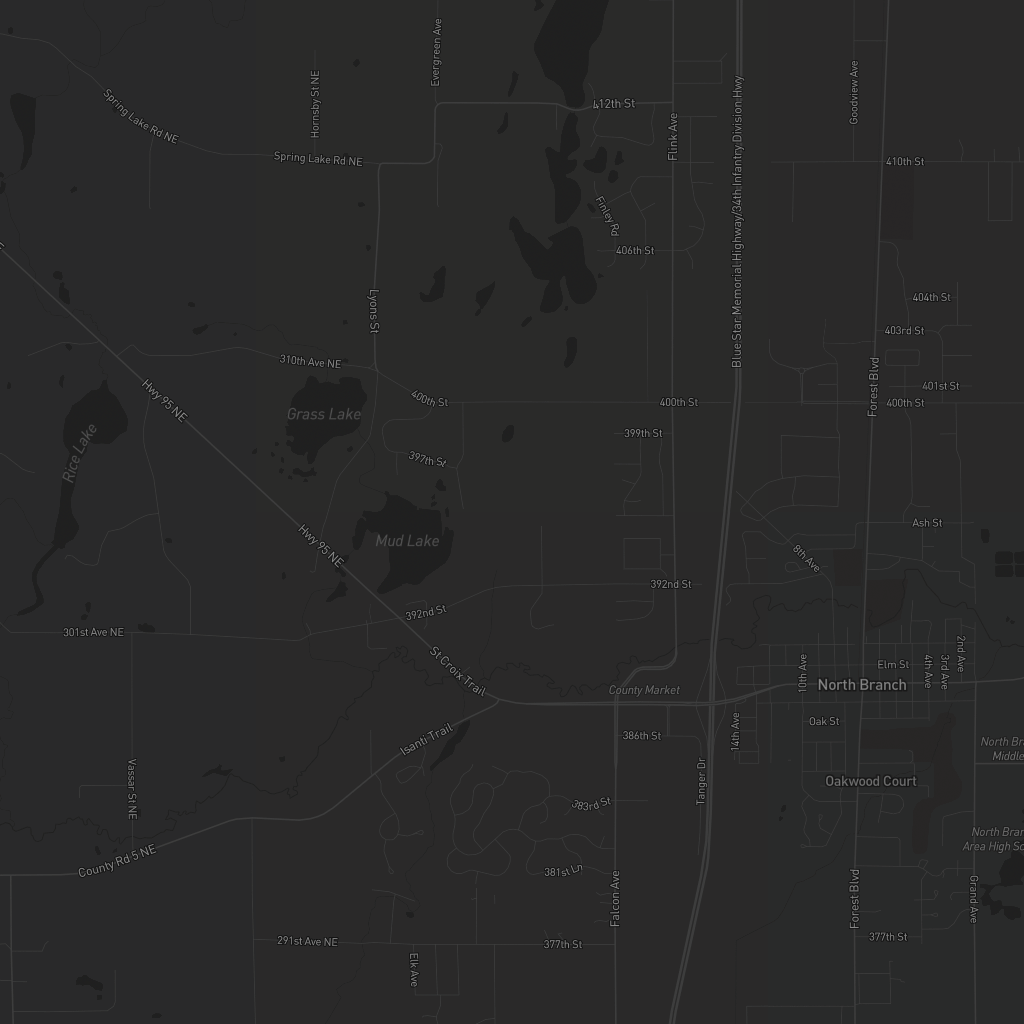 Evergreen Ave
Spring Lake Rd NE
Hornsby St NE
412th St
Goodview Ave
Flink Ave
Blue Star Memorial Highway/34th Infantry Division Hwy
Spring Lake Rd NE
410th St
Finley Rd
406th St
Lyons St
404th St
403rd St
310th Ave NE
Hwy 95 NE
Grass Lake
400th St
400th St
Forest Blvd
401st St
400th St
Rice Lake
399th St
397th St
Hwy 95 NE
Mud Lake
Ash St
8th Ave
392nd St
392nd St
301st Ave NE
St Croix Trail
10th Ave
Elm St
4th Ave
3rd Ave
2nd Ave
North Branch
County Market
Isanti Trail
386th St
14th Ave
Oak St
North Bra
Middle
Vassar St NE
Tanger Dr
Oakwood Court
383rd St
North Bran
Area High Sc
County Rd 5 NE
381st Ln
Falcon Ave
Forest Blvd
Grand Ave
291st Ave NE
377th St
377th St
Elk Ave